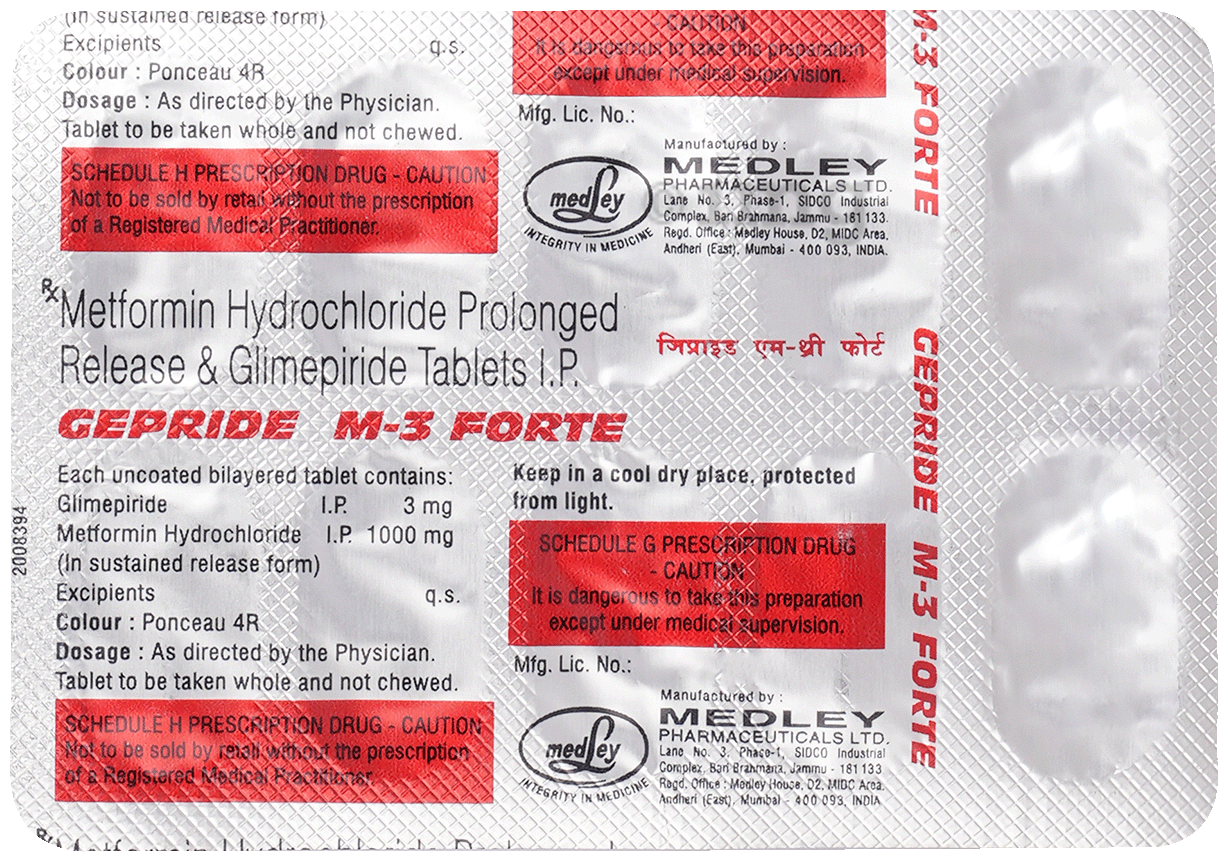 (In sustained release form)
Excipients q.s.
Colour : Ponceau 4R
Dosage : As directed by the Physician.
Tablet to be taken whole and not chewed.
SCHEDULE H PRESCRIPTION DRUG - CAUTION
Not to be sold by retail without the prescription
of a Registered Medical Practitioner.
CAUTION
It is dangerous to take this preparation
except under medical supervision.
Mfg. Lic. No.:
medley
INTEGRITY IN MEDICINE
Manufactured by :
MEDLEY
PHARMACEUTICALS LTD.
Lane No. 3, Phase-1, SIDCO Industrial
Complex, Bari Brahmana, Jammu - 181 133.
Regd. Office : Medley House, D2, MIDC Area,
Andheri (East), Mumbai - 400 093, INDIA.
Rx Metformin Hydrochloride Prolonged
Release & Glimepiride Tablets I.P.
जिप्राइड एम-थ्री फोर्ट
GEPRIDE M-3 FORTE
Each uncoated bilayered tablet contains:
Glimepiride I.P. 3 mg
Metformin Hydrochloride I.P. 1000 mg
(In sustained release form)
Excipients q.s.
Colour : Ponceau 4R
Dosage : As directed by the Physician.
Tablet to be taken whole and not chewed.
SCHEDULE H PRESCRIPTION DRUG - CAUTION
Not to be sold by retail without the prescription
of a Registered Medical Practitioner.
Keep in a cool dry place, protected
from light.
SCHEDULE G PRESCRIPTION DRUG
- CAUTION
It is dangerous to take this preparation
except under medical supervision.
Mfg. Lic. No.:
medley
INTEGRITY IN MEDICINE
Manufactured by :
MEDLEY
PHARMACEUTICALS LTD.
Lane No. 3, Phase-1, SIDCO Industrial
Complex, Bari Brahmana, Jammu - 181 133
Regd. Office : Medley House, D2, MIDC Area,
Andheri (East), Mumbai - 400 093, INDIA
M-3 FORTE
GEPRIDE M-3 FORTE
2008394
Rx Metformin Hydrochloride